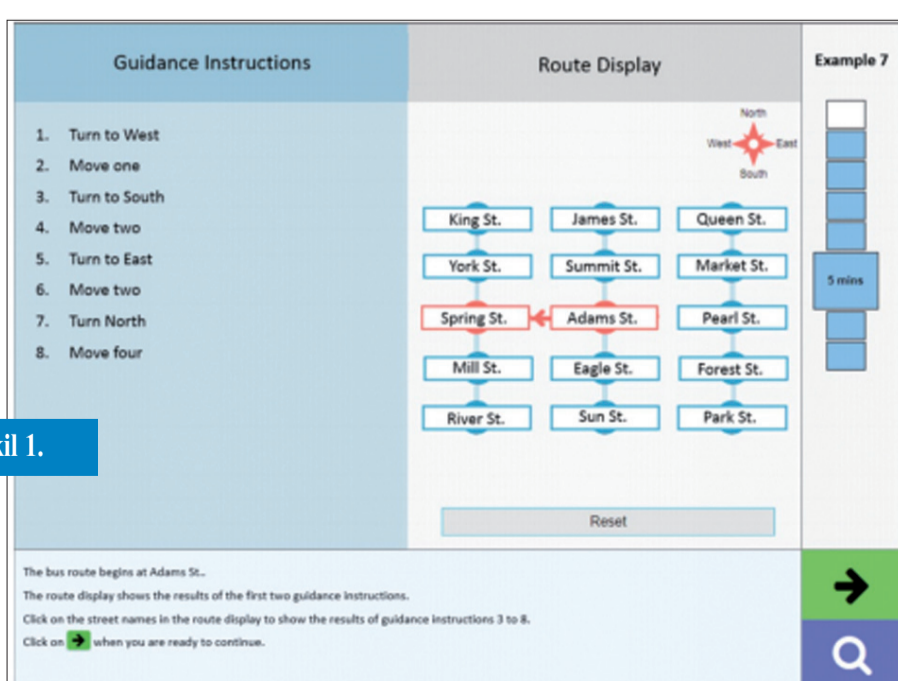 Guidance Instructions
Route Display
Example 7
1. Turn to West
2. Move one
3. Turn to South
4. Move two
5. Turn to East
6. Move two
7. Turn North
8. Move four
North
West
East
South
King St.
James St.
Queen St.
York St.
Summit St.
Market St.
5 mins
Spring St.
Adams St.
Pearl St.
Mill St.
Eagle St.
Forest St.
River St.
Sun St.
Park St.
kil 1.
Reset
The bus route begins at Adams St..
The route display shows the results of the first two guidance instructions.
Click on the street names in the route display to show the results of guidance instructions 3 to 8.
Click on → when you are ready to continue.